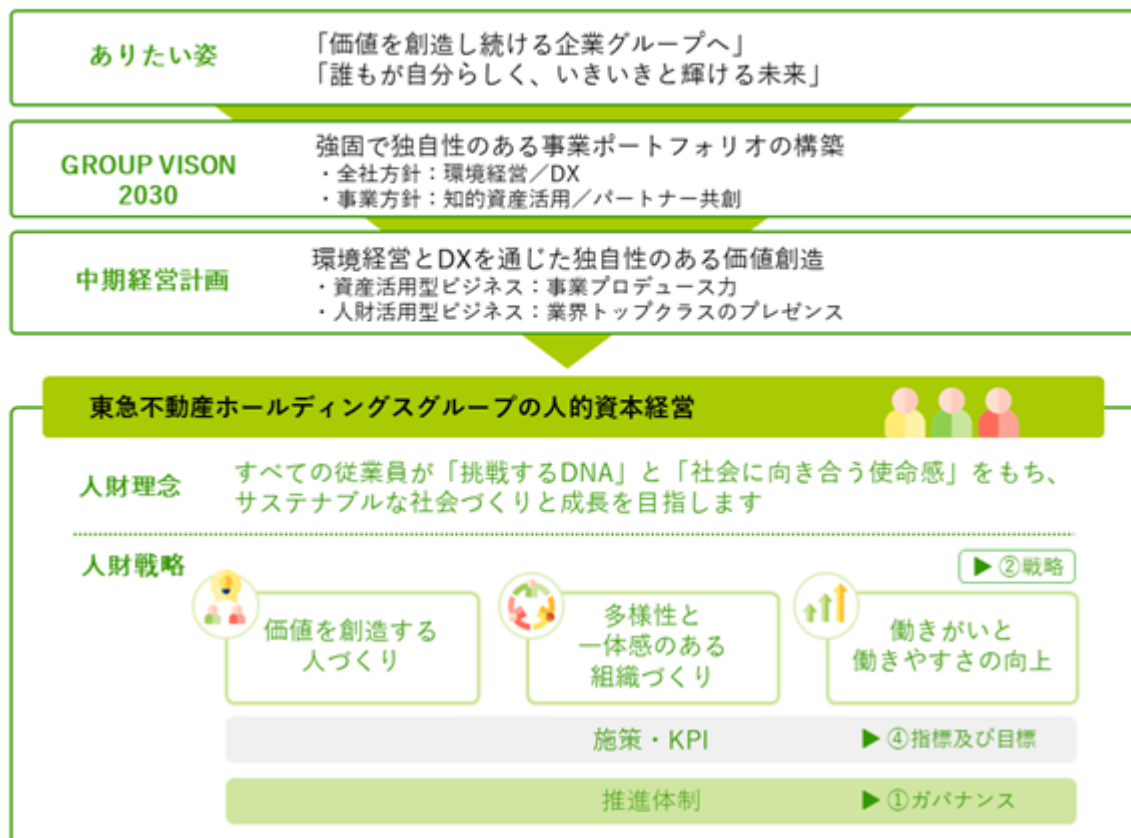 ありたい姿
「価値を創造し続ける企業グループへ」
「誰もが自分らしく、いきいきと輝ける未来」
GROUP VISON
2030
強固で独自性のある事業ポートフォリオの構築
・全社方針：環境経営／DX
・事業方針：知的資産活用／パートナー共創
中期経営計画
環境経営とDXを通じた独自性のある価値創造
・資産活用型ビジネス：事業プロデュース力
・人財活用型ビジネス：業界トップクラスのプレゼンス
東急不動産ホールディングスグループの人的資本経営
人財理念
すべての従業員が「挑戦するDNA」と「社会に向き合う使命感」をもち、
サステナブルな社会づくりと成長を目指します
人財戦略
▶ ②戦略
価値を創造する
人づくり
多様性と
一体感のある
組織づくり
働きがいと
働きやすさの向上
施策・KPI
▶ ④指標及び目標
推進体制
▶ ①ガバナンス